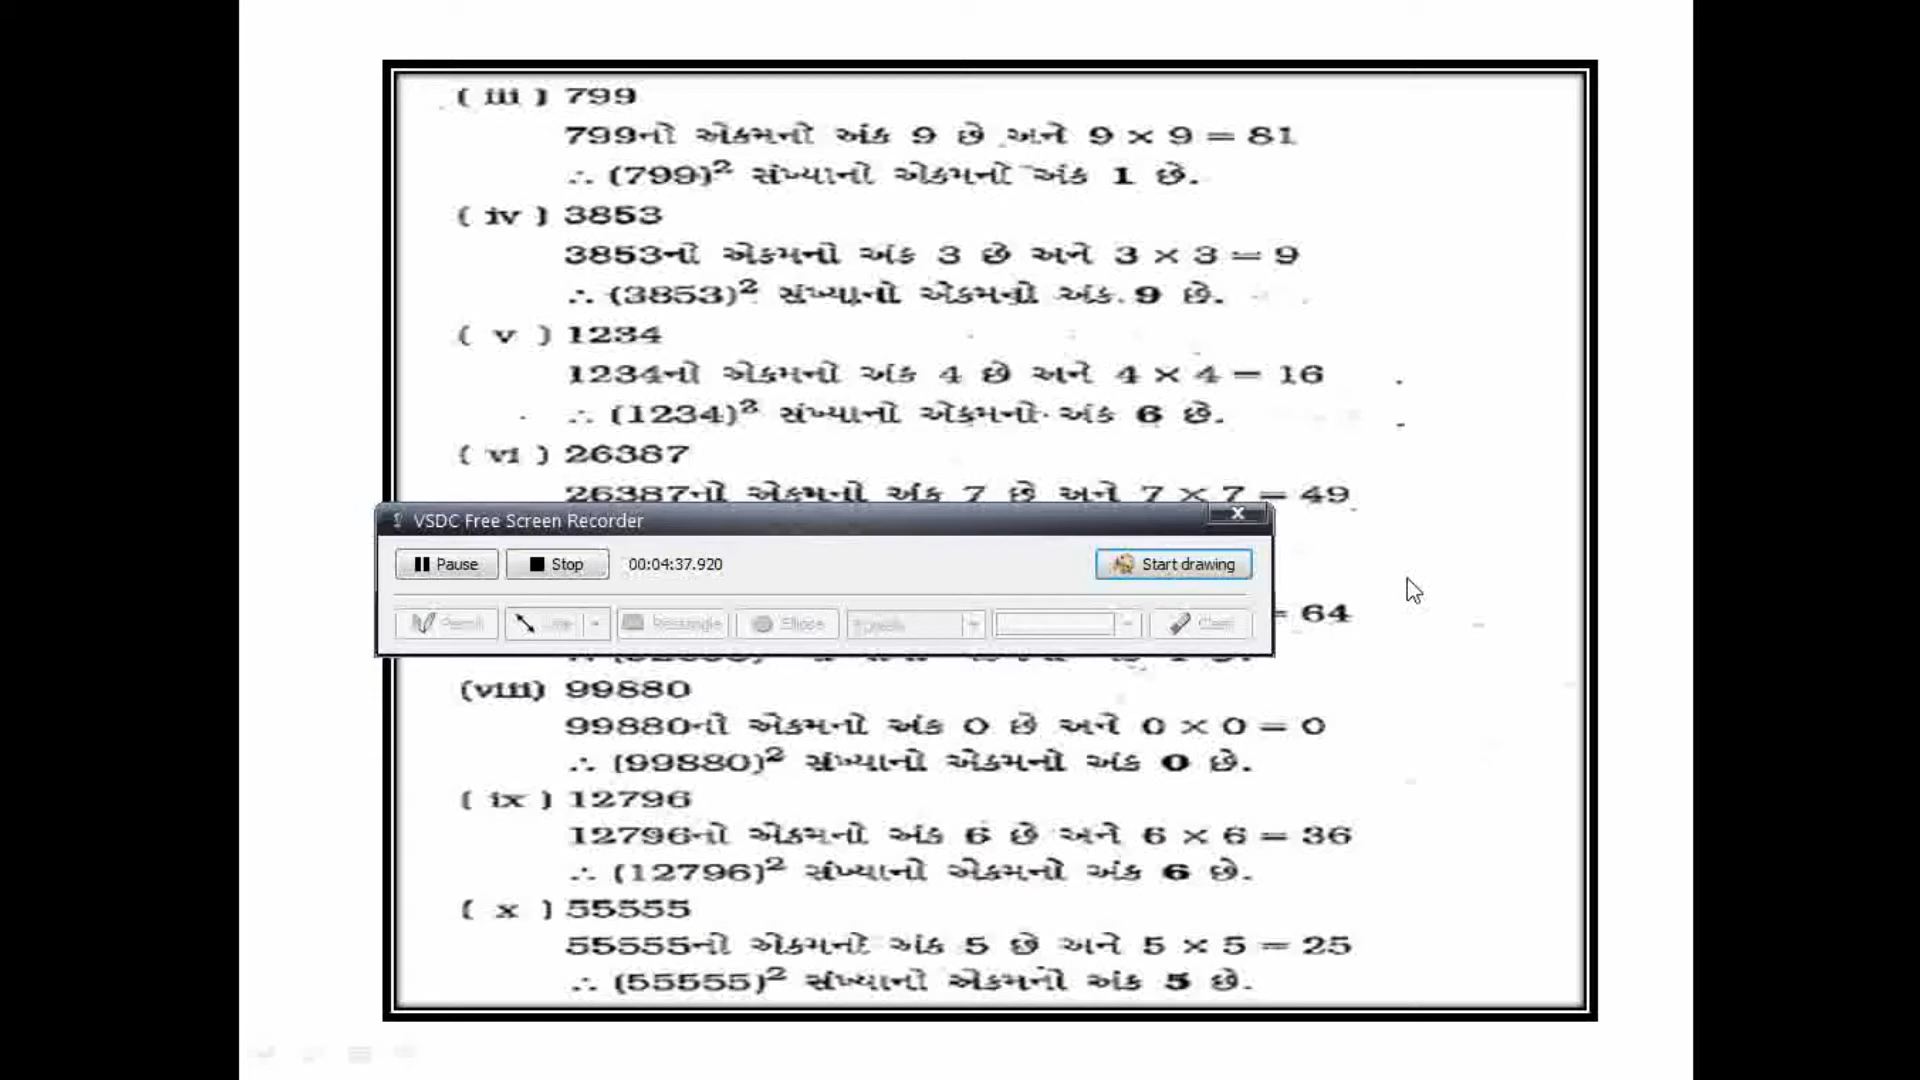 ( iii ) 799
799નો એકમનો અંક 9 છે અને 9 × 9 = 81
∴ (799)² સંખ્યાનો એકમનો અંક 1 છે.
( iv ) 3853
3853નો એકમનો અંક 3 છે અને 3 × 3 = 9
∴ (3853)² સંખ્યાનો એકમનો અંક 9 છે.
( v ) 1234
1234નો એકમનો અંક 4 છે અને 4 × 4 = 16
∴ (1234)² સંખ્યાનો એકમનો અંક 6 છે.
( vi ) 26387
26387નો એકમનો અંક 7 છે અને 7 × 7 = 49
VSDC Free Screen Recorder
Pause Stop 00:04:37.920 Start drawing
= 64
Pencil Line Rectangle Ellipse Clear
(viii) 99880
99880નો એકમનો અંક 0 છે અને 0 × 0 = 0
∴ (99880)² સંખ્યાનો એકમનો અંક 0 છે.
( ix ) 12796
12796નો એકમનો અંક 6 છે અને 6 × 6 = 36
∴ (12796)² સંખ્યાનો એકમનો અંક 6 છે.
( x ) 55555
55555નો એકમનો અંક 5 છે અને 5 × 5 = 25
∴ (55555)² સંખ્યાનો એકમનો અંક 5 છે.